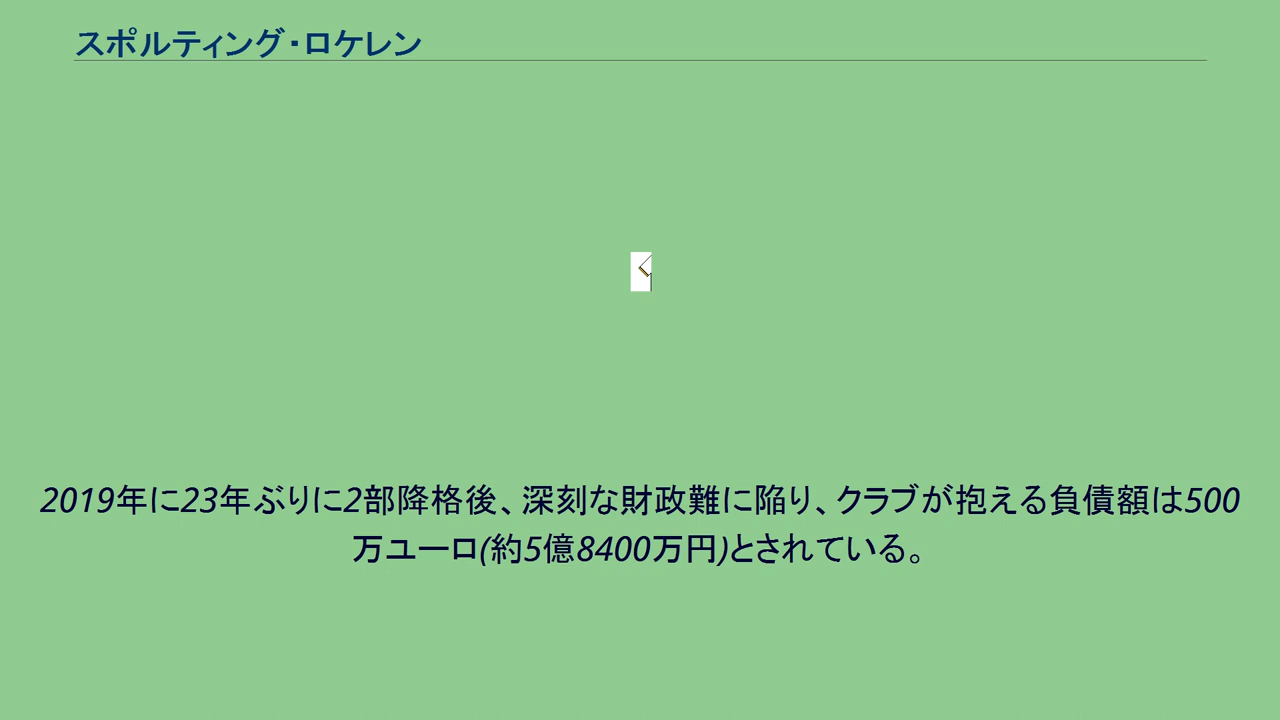 スポルティング・ロケレン
2019年に23年ぶりに2部降格後、深刻な財政難に陥り、クラブが抱える負債額は500
万ユーロ(約5億8400万円)とされている。